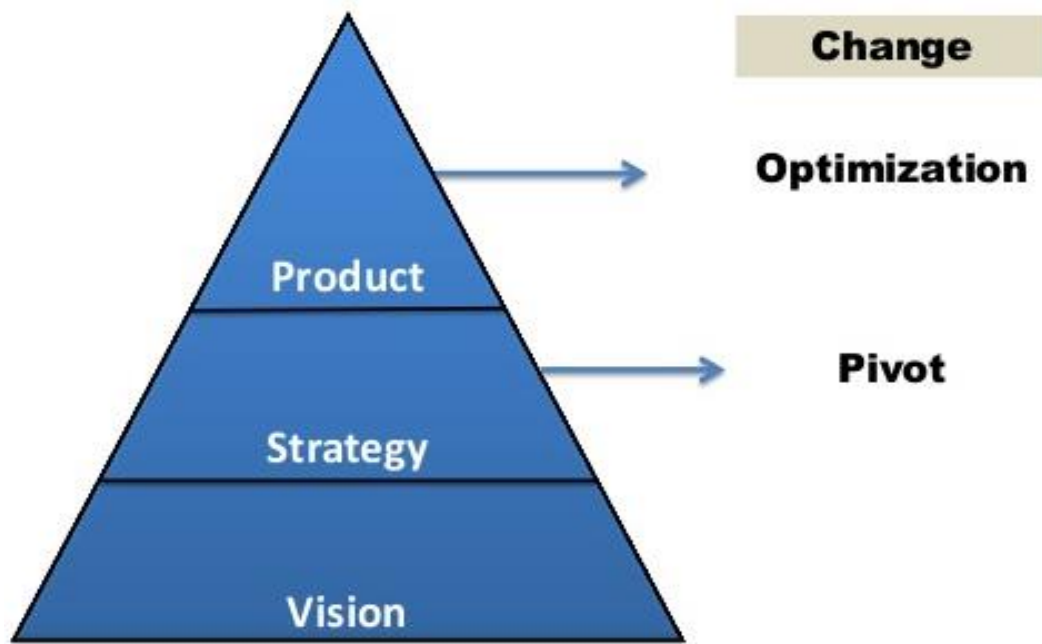 Change
Optimization
Product
Pivot
Strategy
Vision